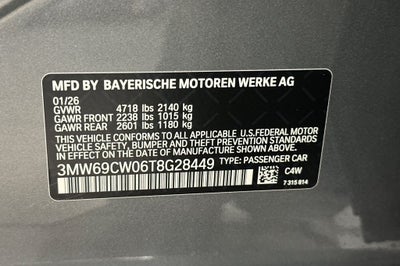 MFD BY BAYERISCHE MOTOREN WERKE AG
01/26
GVWR 4718 lbs 2140 kg
GAWR FRONT 2238 lbs 1015 kg
GAWR REAR 2601 lbs 1180 kg
THIS VEHICLE CONFORMS TO ALL APPLICABLE U.S.FEDERAL MOTOR
VEHICLE SAFETY, BUMPER, AND THEFT PREVENTION STANDARDS
IN EFFECT ON THE DATE OF MANUFACTURE SHOWN ABOVE.
3MW69CW06T8G28449 TYPE: PASSENGER CAR
C4W
7 315 814